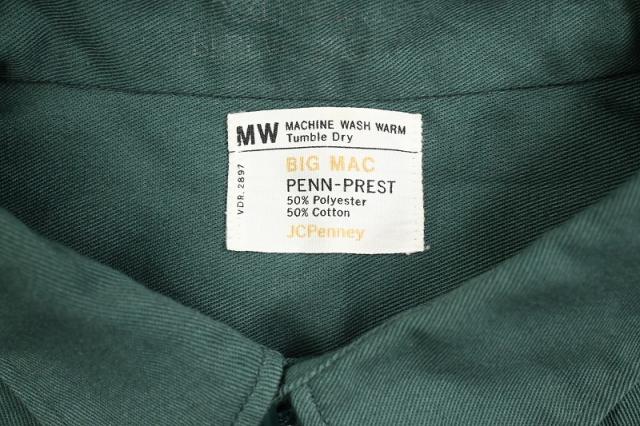 MW MACHINE WASH WARM
Tumble Dry
BIG MAC
PENN-PREST
50% Polyester
50% Cotton
JCPenney
VDR. 2897